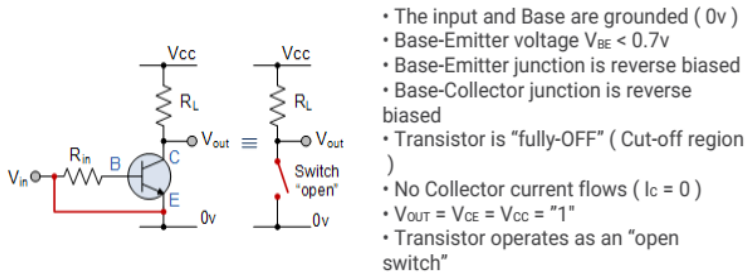 Vcc
RL
Vout
Rin
B
C
Vin
E
0v
≡
Vcc
RL
Vout
Switch
"open"
0v
• The input and Base are grounded ( 0v )
• Base-Emitter voltage VBE < 0.7v
• Base-Emitter junction is reverse biased
• Base-Collector junction is reverse
biased
• Transistor is “fully-OFF” ( Cut-off region
)
• No Collector current flows ( Ic = 0 )
• VOUT = VCE = VCC = ”1″
• Transistor operates as an “open
switch”